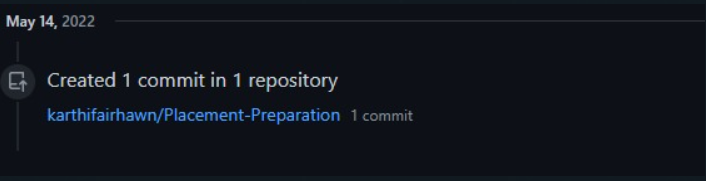 May 14, 2022
Created 1 commit in 1 repository
karthifairhawn/Placement-Preparation 1 commit